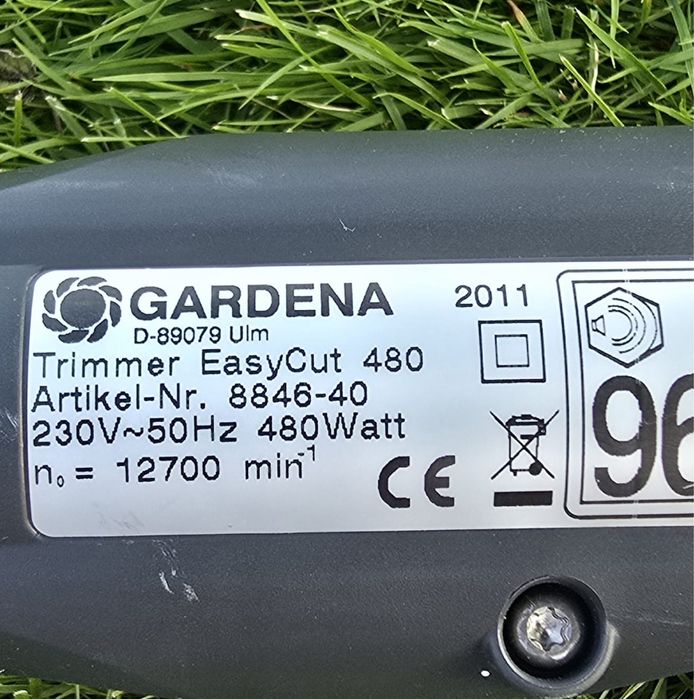 GARDENA
2011
D-89079 Ulm
Trimmer EasyCut 480
Artikel-Nr. 8846-40
230V~50Hz 480Watt
n₀ = 12700 min⁻¹
CE
96